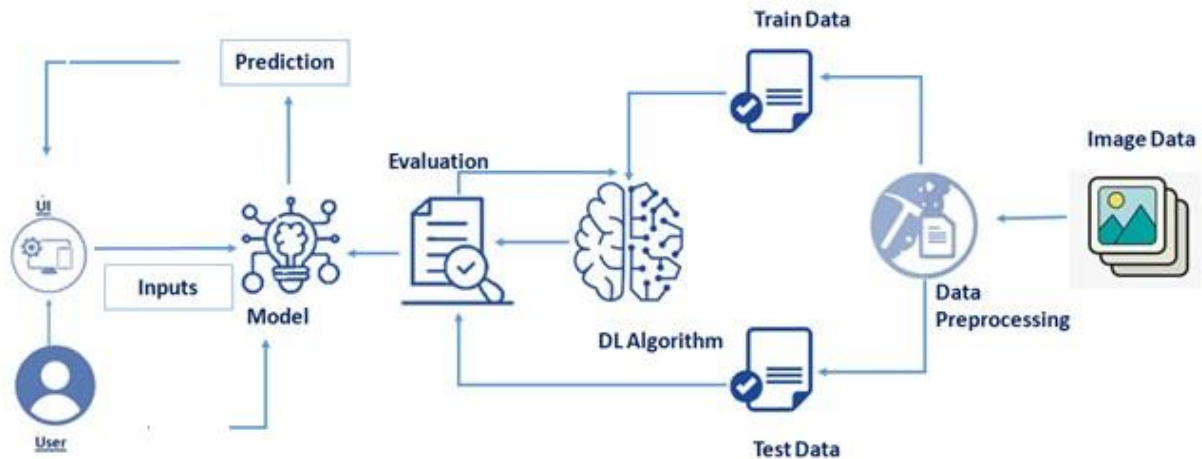 Train Data
Prediction
Image Data
Evaluation
UI
Inputs
Model
Data
Preprocessing
DL Algorithm
User
Test Data